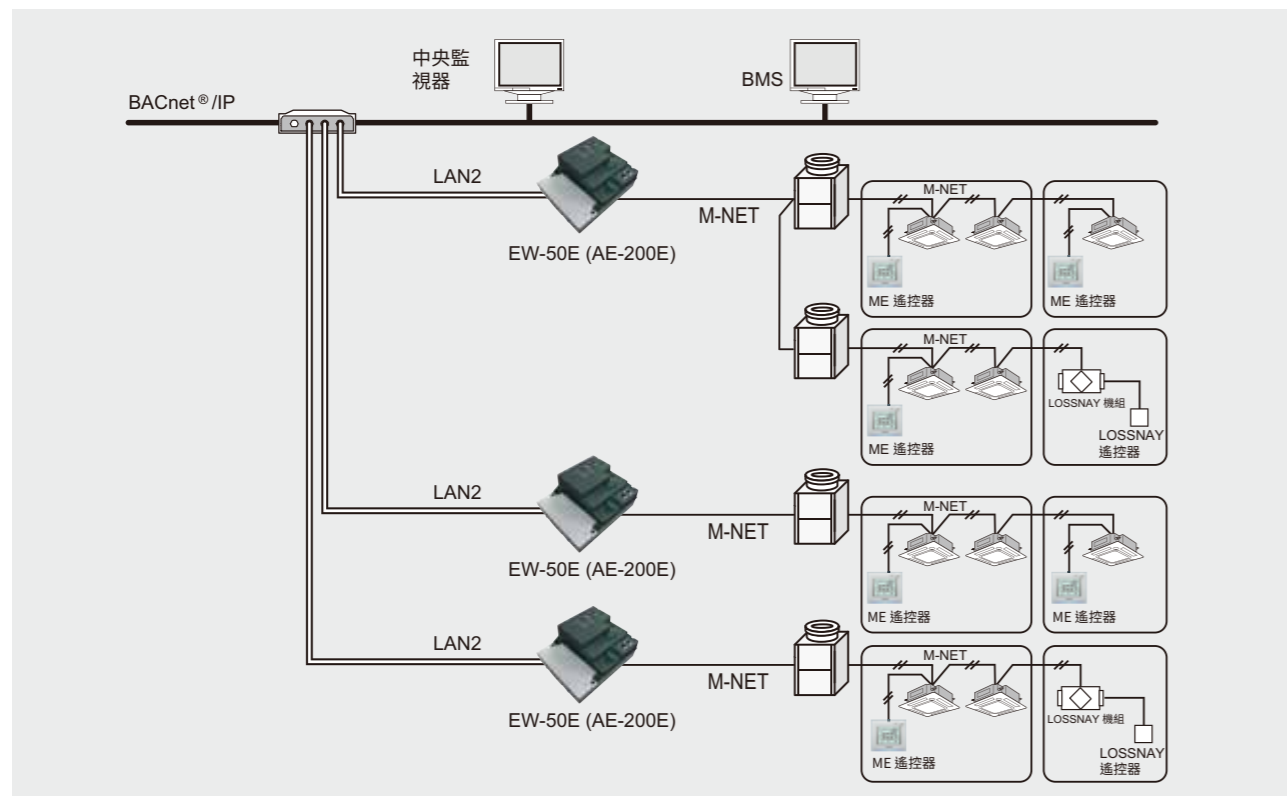 中央監
視器
BMS
BACnet®/IP
LAN2
EW-50E (AE-200E)
M-NET
M-NET
ME 遙控器
ME 遙控器
M-NET
ME 遙控器
LOSSNAY 機組
LOSSNAY
遙控器
LAN2
EW-50E (AE-200E)
M-NET
M-NET
ME 遙控器
ME 遙控器
LAN2
EW-50E (AE-200E)
M-NET
M-NET
ME 遙控器
LOSSNAY 機組
LOSSNAY
遙控器